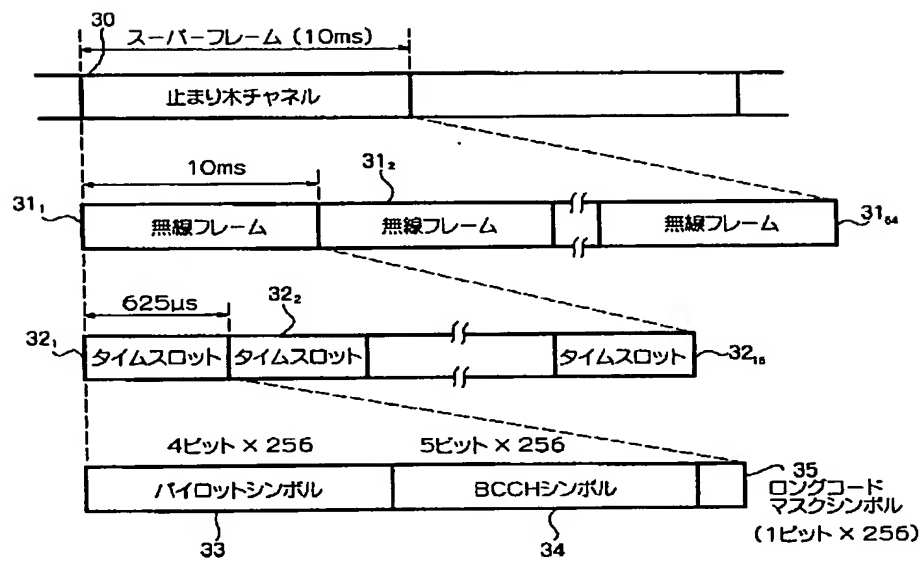 30
スーパーフレーム (10ms)
止まり木チャネル
10ms
31₂
31₁
無線フレーム
無線フレーム
無線フレーム
31₆₄
625μs
32₂
32₁
タイムスロット
タイムスロット
タイムスロット
32₁₆
4ビット × 256
5ビット × 256
パイロットシンボル
BCCHシンボル
35
ロングコード
マスクシンボル
(1ビット × 256)
33
34